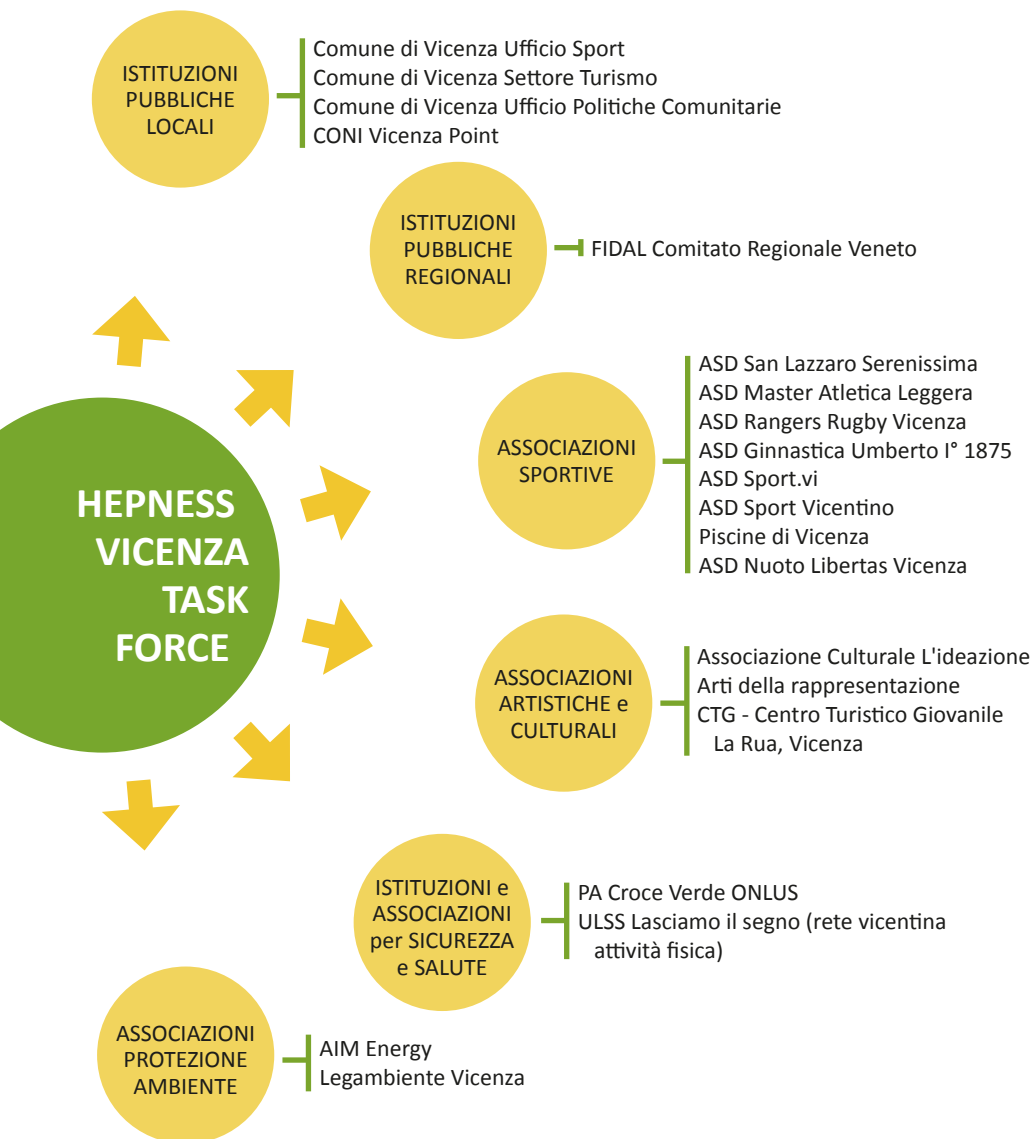 ISTITUZIONI
PUBBLICHE
LOCALI
Comune di Vicenza Ufficio Sport
Comune di Vicenza Settore Turismo
Comune di Vicenza Ufficio Politiche Comunitarie
CONI Vicenza Point
ISTITUZIONI
PUBBLICHE
REGIONALI
FIDAL Comitato Regionale Veneto
HEPNESS
VICENZA
TASK
FORCE
ASSOCIAZIONI
SPORTIVE
ASD San Lazzaro Serenissima
ASD Master Atletica Leggera
ASD Rangers Rugby Vicenza
ASD Ginnastica Umberto I° 1875
ASD Sport.vi
ASD Sport Vicentino
Piscine di Vicenza
ASD Nuoto Libertas Vicenza
ASSOCIAZIONI
ARTISTICHE e
CULTURALI
Associazione Culturale L'ideazione
Arti della rappresentazione
CTG - Centro Turistico Giovanile
La Rua, Vicenza
ISTITUZIONI e
ASSOCIAZIONI
per SICUREZZA
e SALUTE
PA Croce Verde ONLUS
ULSS Lasciamo il segno (rete vicentina
attività fisica)
ASSOCIAZIONI
PROTEZIONE
AMBIENTE
AIM Energy
Legambiente Vicenza